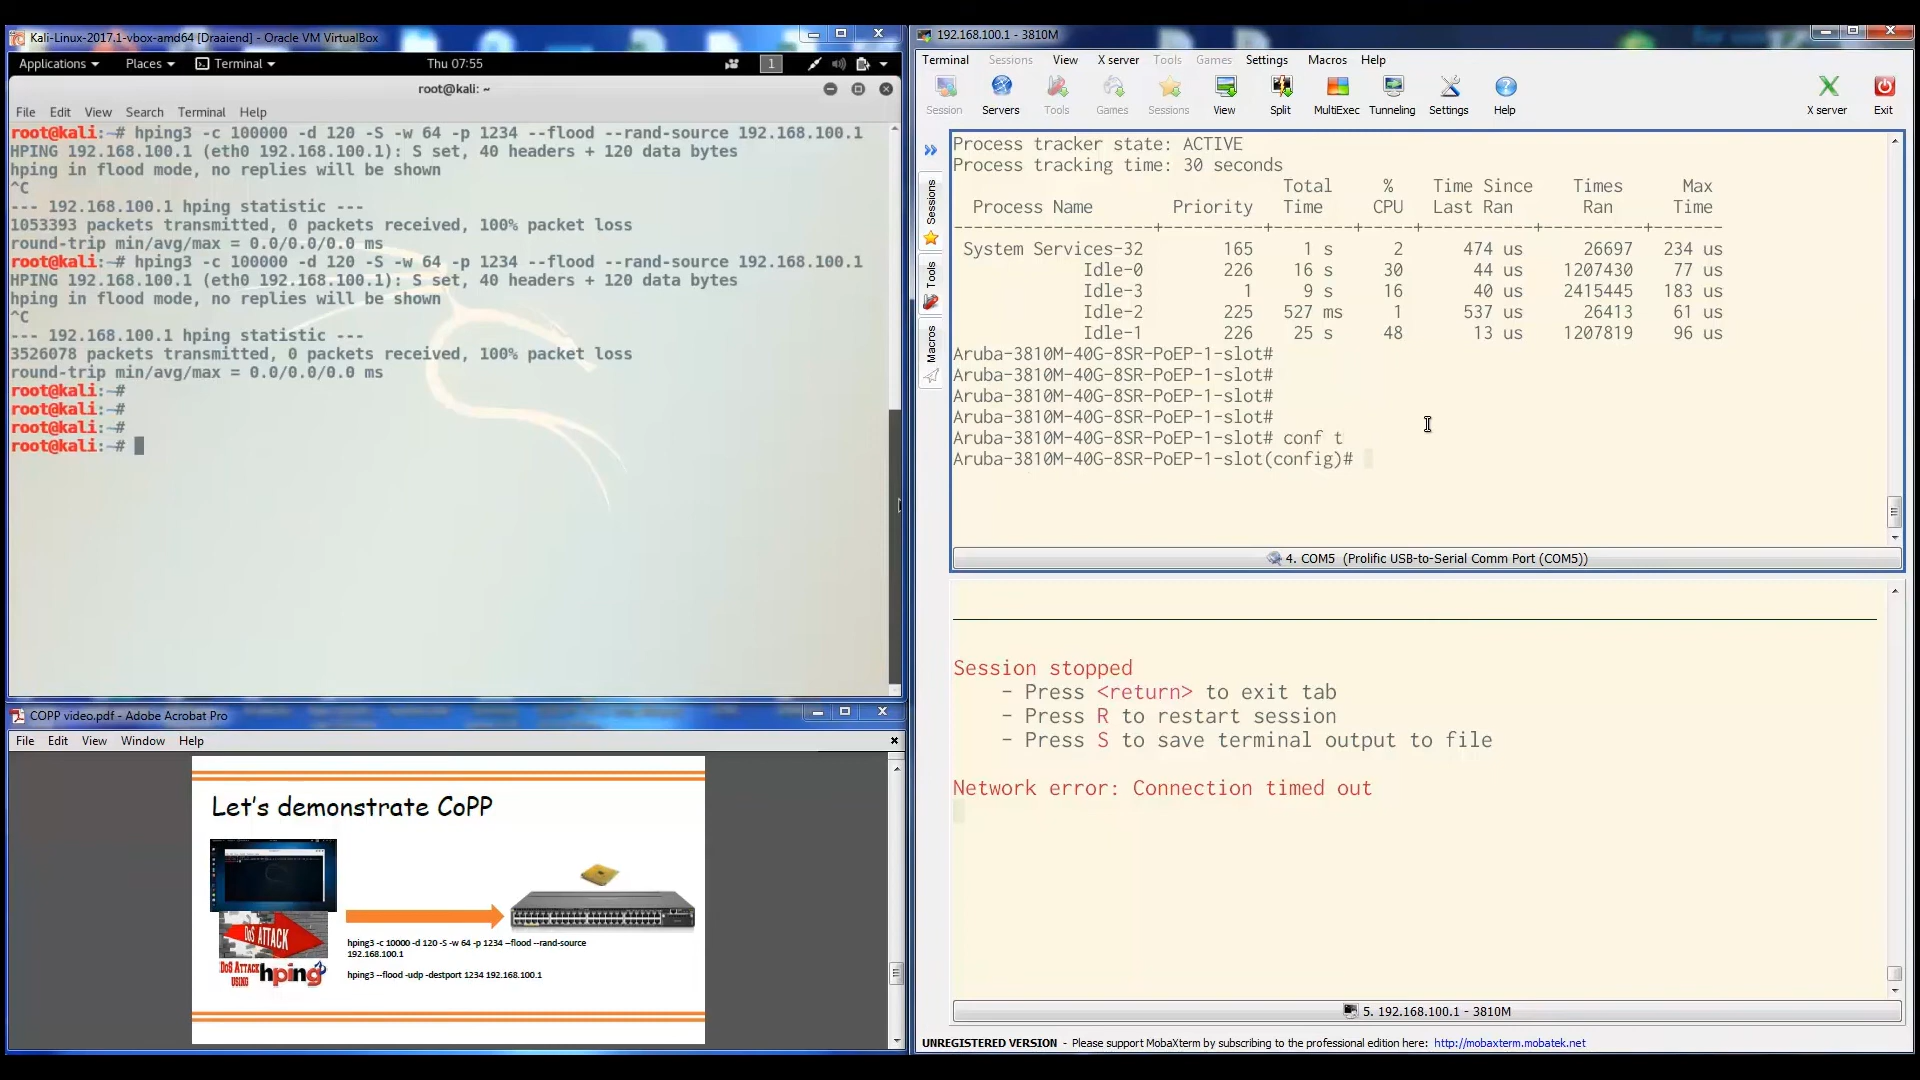 Kali-Linux-2017.1-vbox-amd64 [Draaiend] - Oracle VM VirtualBox
Applications Places Terminal Thu 07:55 1
root@kali: ~
File Edit View Search Terminal Help
root@kali:~# hping3 -c 100000 -d 120 -S -w 64 -p 1234 --flood --rand-source 192.168.100.1
HPING 192.168.100.1 (eth0 192.168.100.1): S set, 40 headers + 120 data bytes
hping in flood mode, no replies will be shown
^C
--- 192.168.100.1 hping statistic ---
1053393 packets transmitted, 0 packets received, 100% packet loss
round-trip min/avg/max = 0.0/0.0/0.0 ms
root@kali:~# hping3 -c 100000 -d 120 -S -w 64 -p 1234 --flood --rand-source 192.168.100.1
HPING 192.168.100.1 (eth0 192.168.100.1): S set, 40 headers + 120 data bytes
hping in flood mode, no replies will be shown
^C
--- 192.168.100.1 hping statistic ---
3526078 packets transmitted, 0 packets received, 100% packet loss
round-trip min/avg/max = 0.0/0.0/0.0 ms
root@kali:~#
root@kali:~#
root@kali:~#
root@kali:~#
COPP video.pdf - Adobe Acrobat Pro
File Edit View Window Help
Let's demonstrate CoPP
DoS ATTACK
DoS ATTACK
USING hping3
hping3 -c 10000 -d 120 -S -w 64 -p 1234 --flood --rand-source
192.168.100.1
hping3 --flood -udp -destport 1234 192.168.100.1
192.168.100.1 - 3810M
Terminal Sessions View X server Tools Games Settings Macros Help
Session Servers Tools Games Sessions View Split MultiExec Tunneling Settings Help X server Exit
Sessions
Tools
Macros
Process tracker state: ACTIVE
Process tracking time: 30 seconds
Total % Time Since Times Max
Process Name Priority Time CPU Last Ran Ran Time
--------------------+---------+-------+-----+------------+---------+-------
System Services-32 165 1 s 2 474 us 26697 234 us
Idle-0 226 16 s 30 44 us 1207430 77 us
Idle-3 1 9 s 16 40 us 2415445 183 us
Idle-2 225 527 ms 1 537 us 26413 61 us
Idle-1 226 25 s 48 13 us 1207819 96 us
Aruba-3810M-40G-8SR-PoEP-1-slot#
Aruba-3810M-40G-8SR-PoEP-1-slot#
Aruba-3810M-40G-8SR-PoEP-1-slot#
Aruba-3810M-40G-8SR-PoEP-1-slot#
Aruba-3810M-40G-8SR-PoEP-1-slot# conf t
Aruba-3810M-40G-8SR-PoEP-1-slot(config)#
4. COM5 (Prolific USB-to-Serial Comm Port (COM5))
Session stopped
- Press <return> to exit tab
- Press R to restart session
- Press S to save terminal output to file
Network error: Connection timed out
5. 192.168.100.1 - 3810M
UNREGISTERED VERSION - Please support MobaXterm by subscribing to the professional edition here: http://mobaxterm.mobatek.net